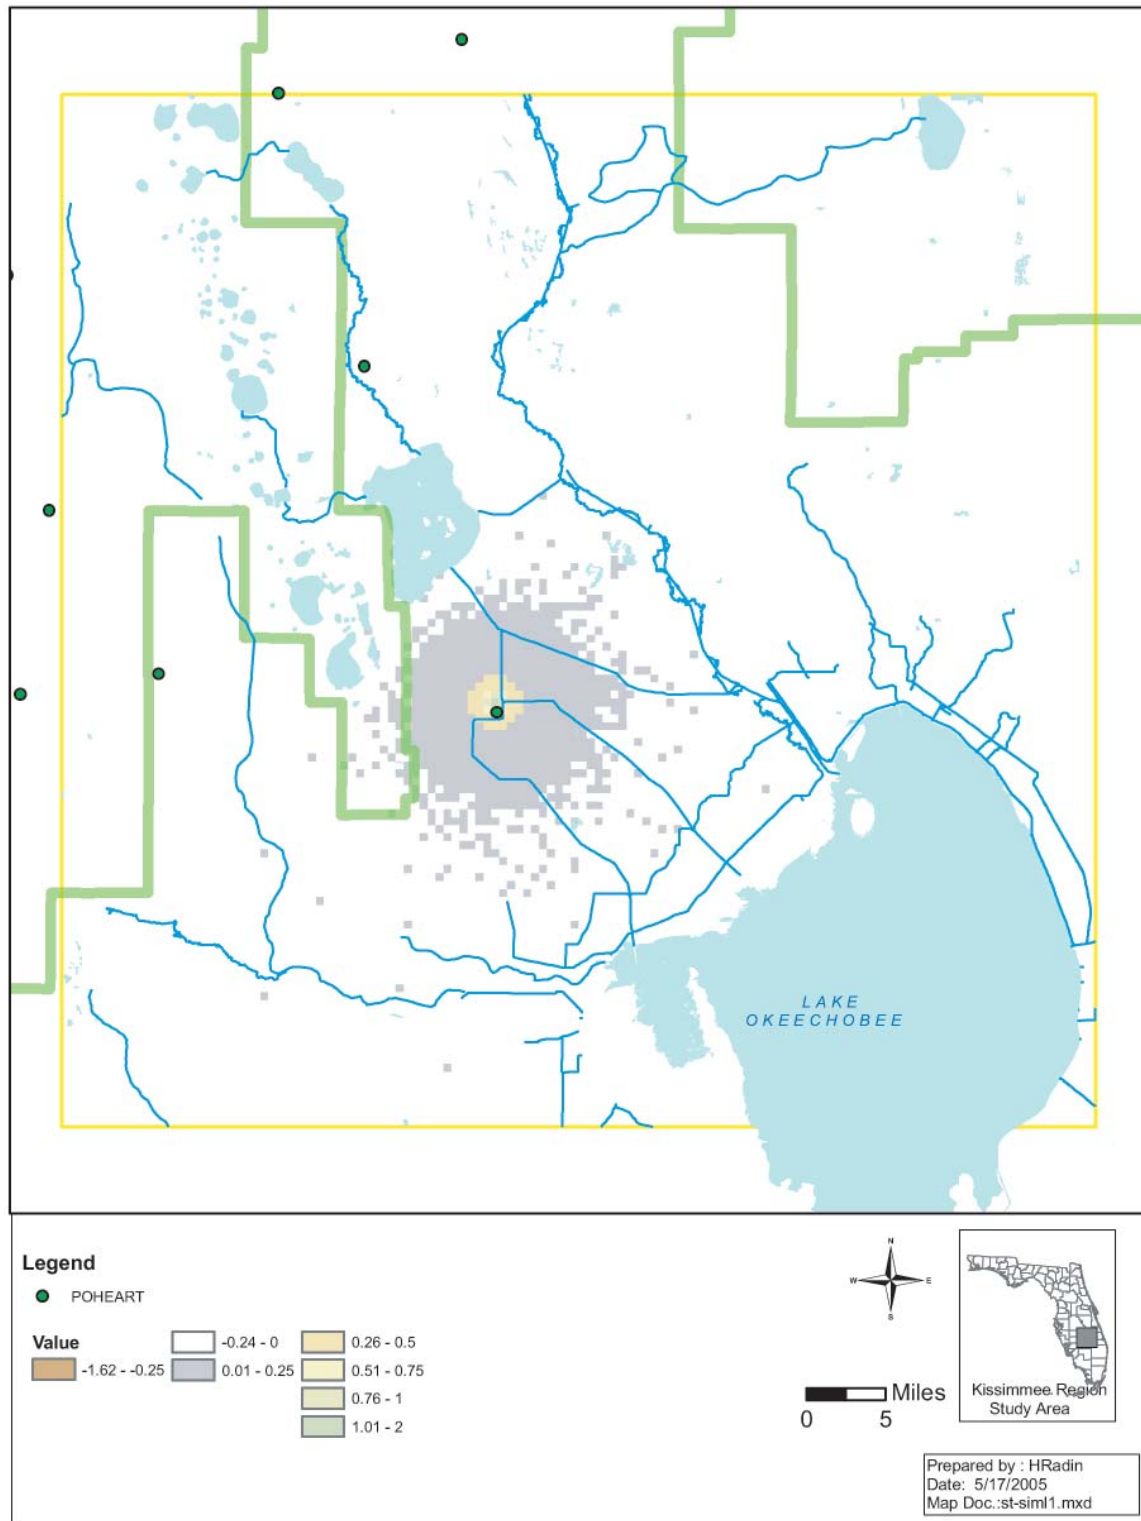 LAKE
OKEECHOBEE
Legend
POHEART
Value
-1.62 - -0.25
-0.24 - 0
0.01 - 0.25
0.26 - 0.5
0.51 - 0.75
0.76 - 1
1.01 - 2
N
W E
S
Miles
0 5
Kissimmee Region
Study Area
Prepared by : HRadin
Date: 5/17/2005
Map Doc.:st-siml1.mxd